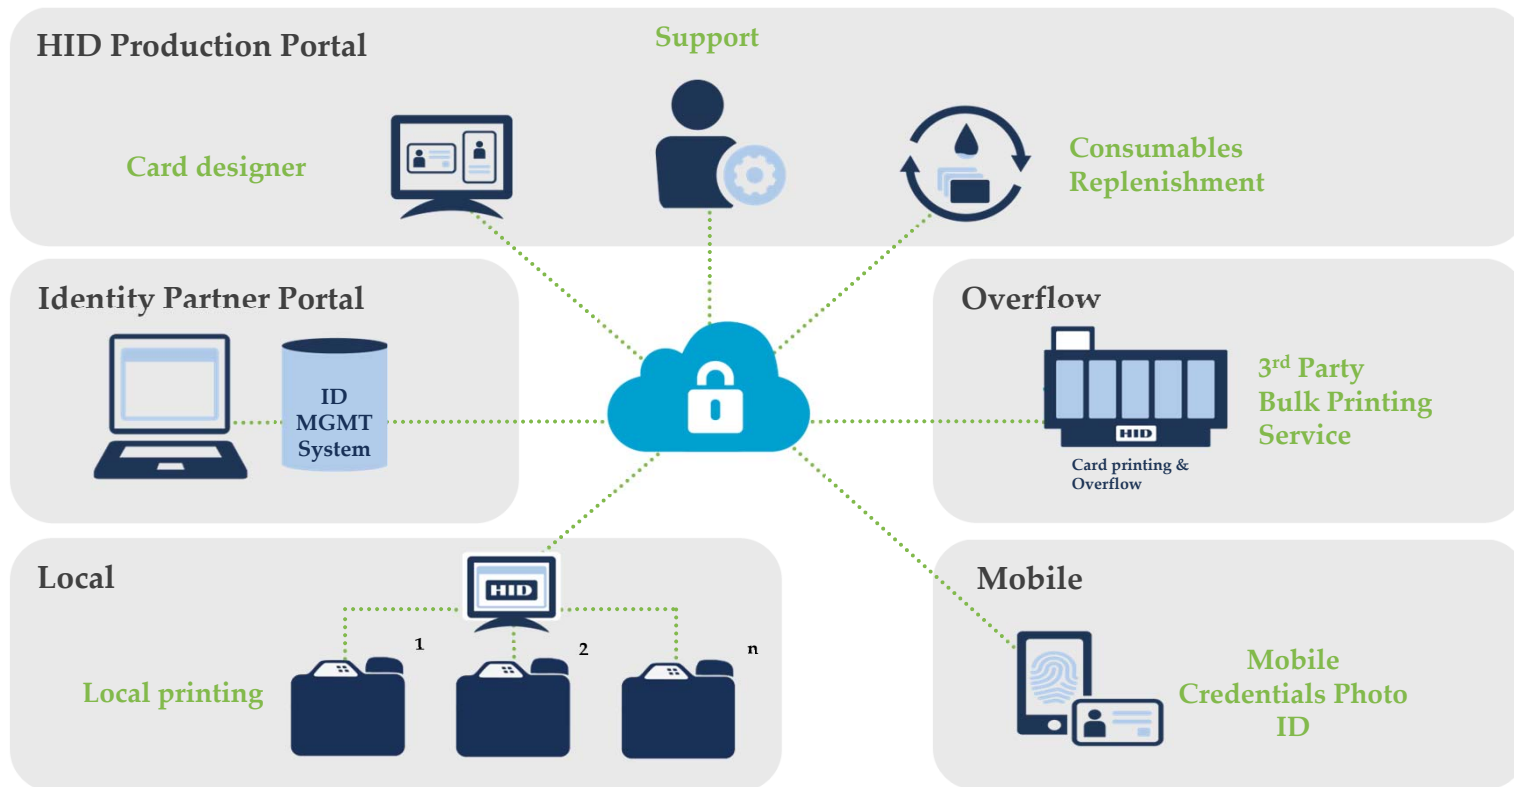 HID Production Portal
Support
Card designer
Consumables
Replenishment
Identity Partner Portal
ID
MGMT
System
Overflow
HID
Card printing &
Overflow
3rd Party
Bulk Printing
Service
Local
HID
1
2
n
Local printing
Mobile
Mobile
Credentials Photo
ID